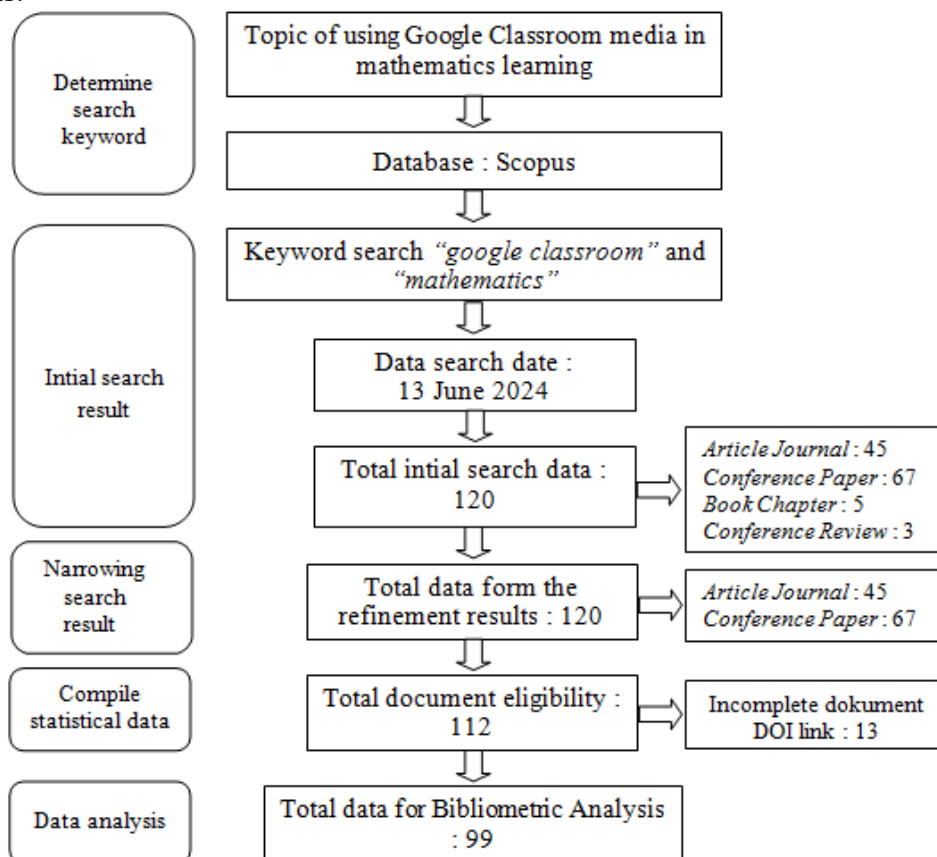 Determine
search
keyword
Topic of using Google Classroom media in
mathematics learning
Database : Scopus
Intial search
result
Keyword search “google classroom” and
“mathematics”
Data search date :
13 June 2024
Total intial search data :
120
Article Journal : 45
Conference Paper : 67
Book Chapter : 5
Conference Review : 3
Narrowing
search
result
Total data form the
refinement results : 120
Article Journal : 45
Conference Paper : 67
Compile
statistical data
Total document eligibility :
112
Incomplete dokument
DOI link : 13
Data analysis
Total data for Bibliometric Analysis
: 99